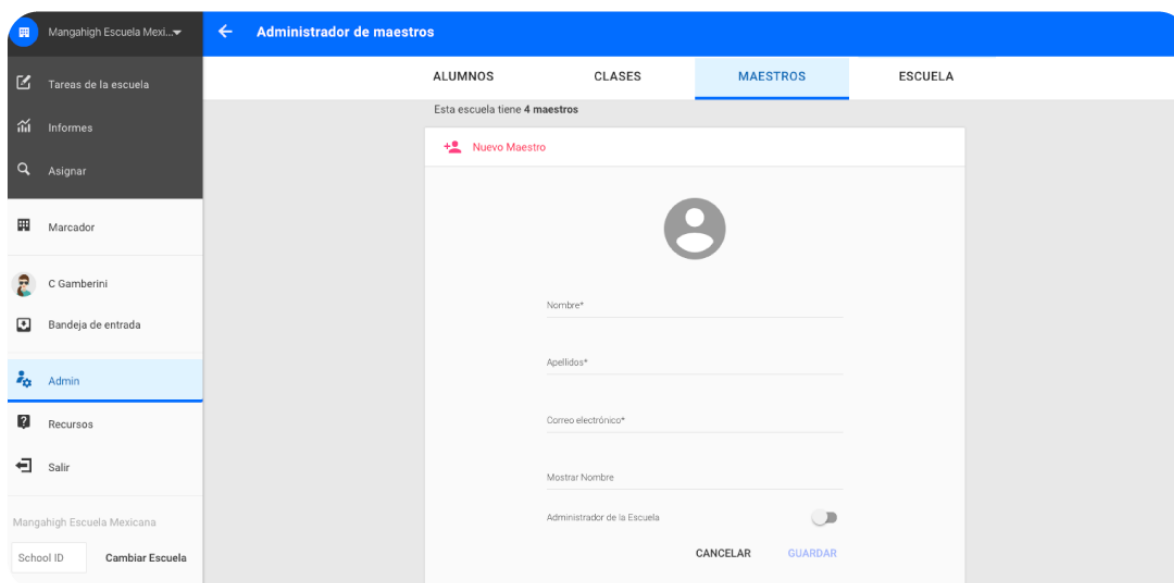 Mangahigh Escuela Mexi...
Administrador de maestros
Tareas de la escuela
Informes
Asignar
Marcador
C Gamberini
Bandeja de entrada
Admin
Recursos
Salir
Mangahigh Escuela Mexicana
School ID Cambiar Escuela
ALUMNOS CLASES MAESTROS ESCUELA
Esta escuela tiene 4 maestros
Nuevo Maestro
Nombre*
Apellidos*
Correo electrónico*
Mostrar Nombre
Administrador de la Escuela
CANCELAR GUARDAR